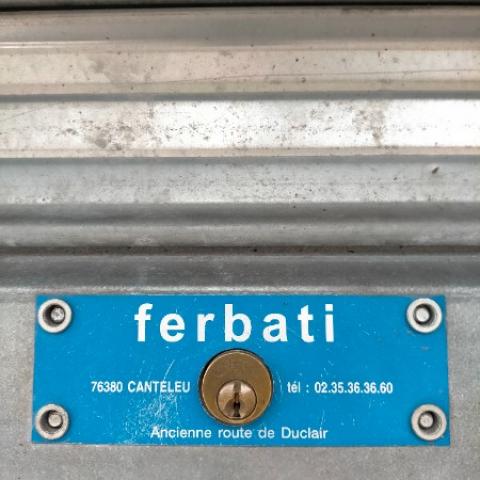 ferbati
76380 CANTELEU tél : 02.35.36.36.60
Ancienne route de Duclair